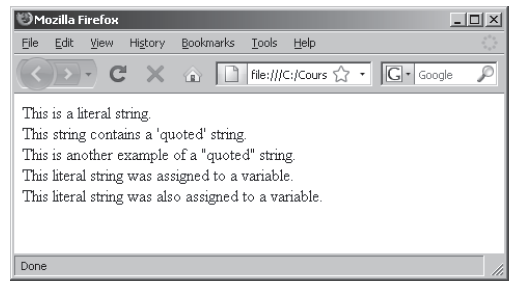 Mozilla Firefox
File Edit View History Bookmarks Tools Help
file:///C:/Cours
G Google
This is a literal string.
This string contains a 'quoted' string.
This is another example of a "quoted" string.
This literal string was assigned to a variable.
This literal string was also assigned to a variable.
Done